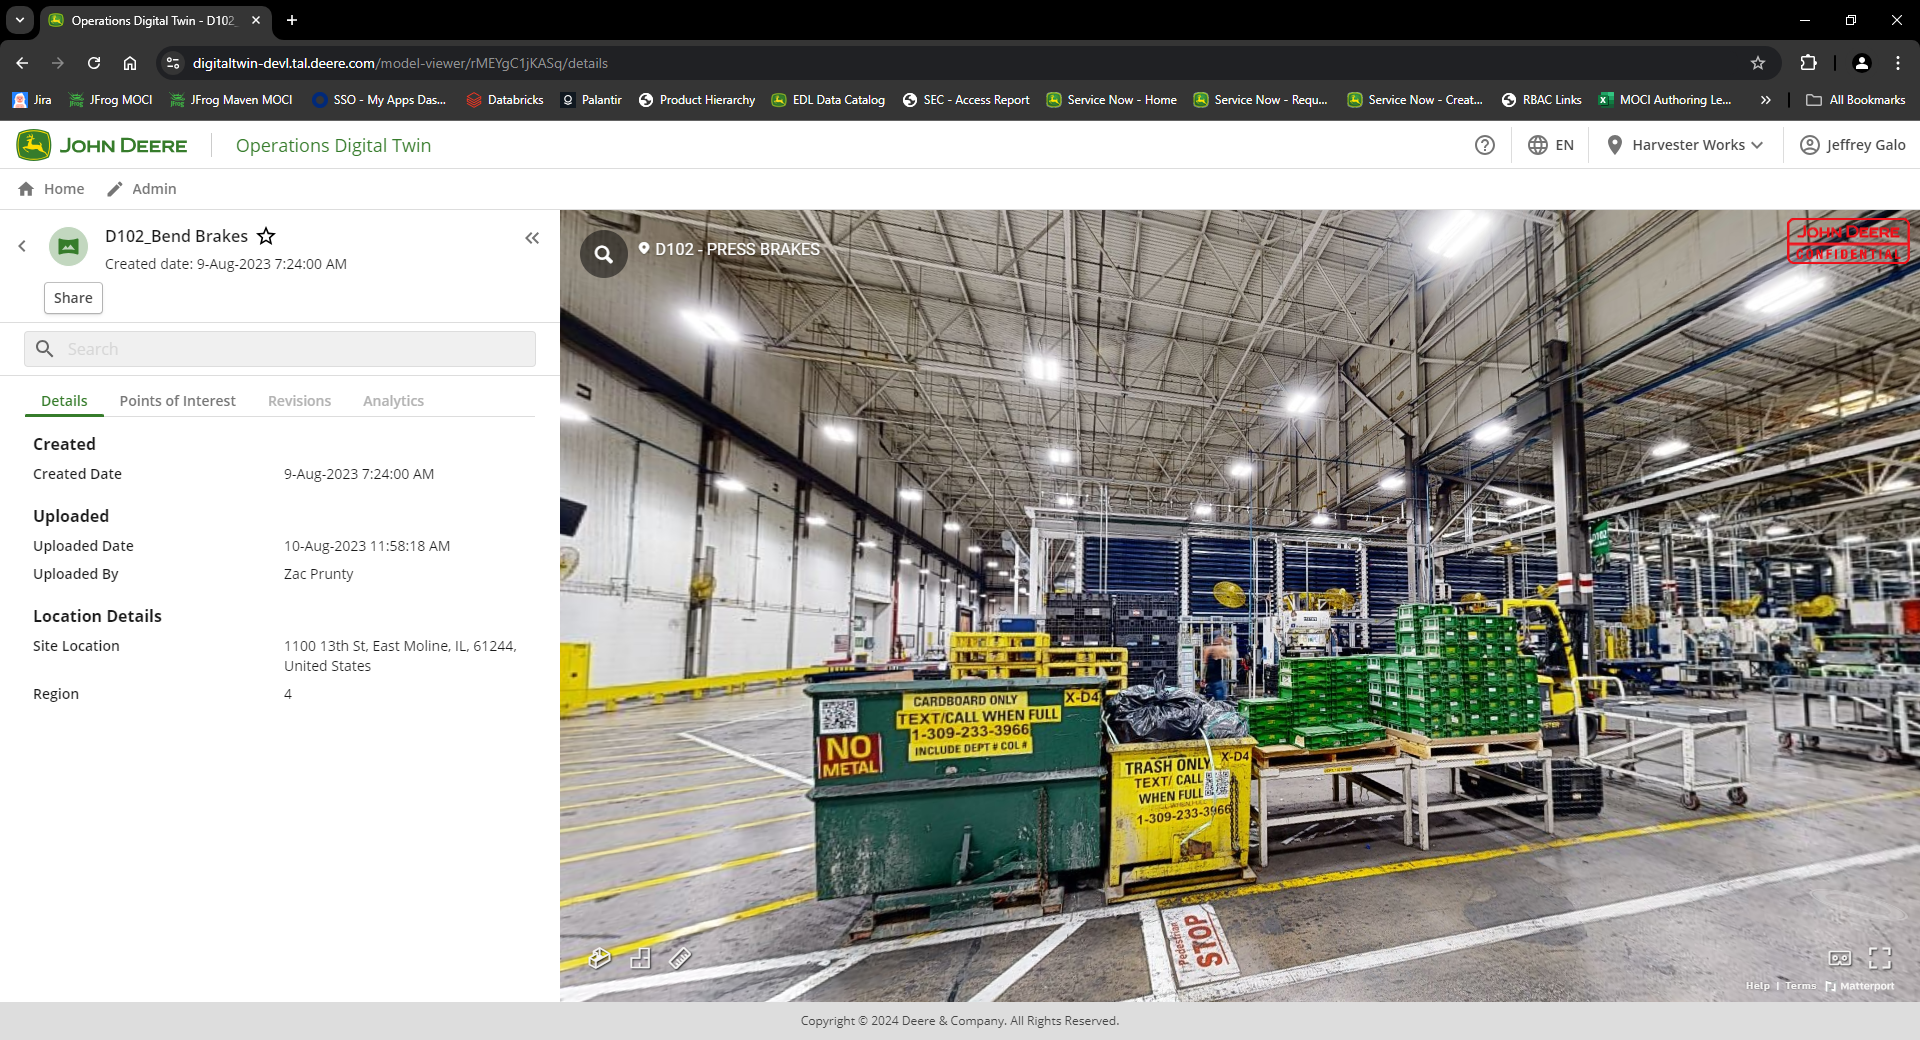 Operations Digital Twin - D102_
digitaltwin-devl.tal.deere.com/model-viewer/rMEYgC1jKASq/details
Jira
JFrog MOCI
JFrog Maven MOCI
SSO - My Apps Das...
Databricks
Palantir
Product Hierarchy
EDL Data Catalog
SEC - Access Report
Service Now - Home
Service Now - Requ...
Service Now - Creat...
RBAC Links
MOCI Authoring Le...
All Bookmarks
JOHN DEERE
Operations Digital Twin
EN
Harvester Works
Jeffrey Galo
Home
Admin
D102_Bend Brakes
Created date: 9-Aug-2023 7:24:00 AM
Share
Search
Details
Points of Interest
Revisions
Analytics
Created
Created Date 9-Aug-2023 7:24:00 AM
Uploaded
Uploaded Date 10-Aug-2023 11:58:18 AM
Uploaded By Zac Prunty
Location Details
Site Location 1100 13th St, East Moline, IL, 61244,
United States
Region 4
D102 - PRESS BRAKES
JOHN DEERE
CONFIDENTIAL
D102
CARDBOARD ONLY
X-D4
TEXT/CALL WHEN FULL
1-309-233-3966
INCLUDE DEPT # COL #
NO
METAL
TRASH ONLY
X-D4
TEXT/ CALL
WHEN FULL
1-309-233-3966
Pedestrian
STOP
Help | Terms
Matterport
Copyright © 2024 Deere & Company. All Rights Reserved.